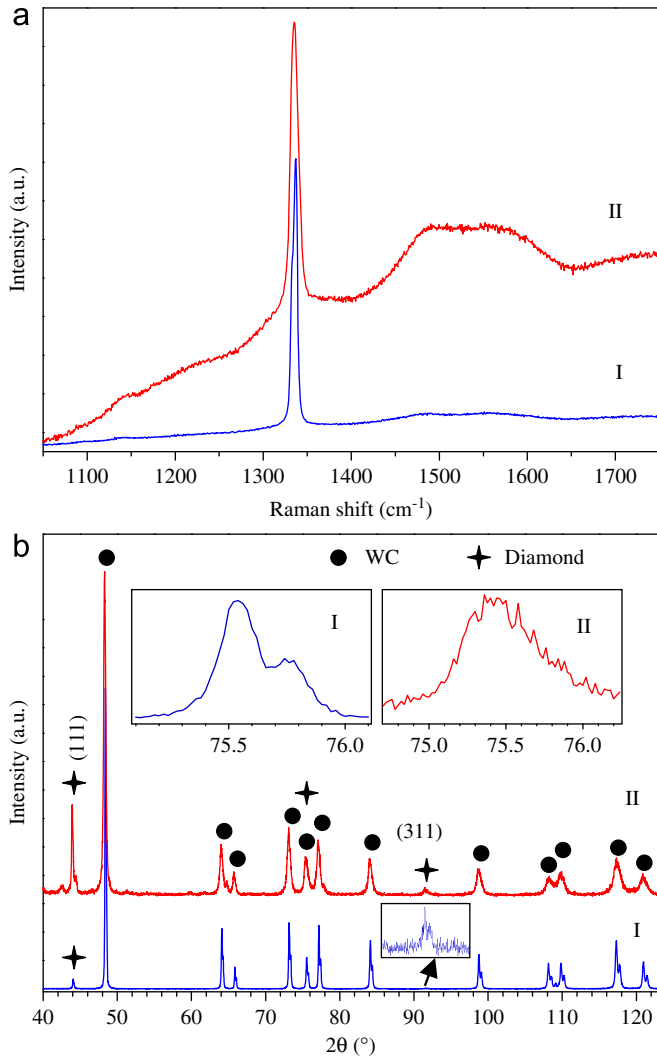 a
Intensity (a.u.)
II
I
1100 1200 1300 1400 1500 1600 1700
Raman shift (cm⁻¹)
b
WC Diamond
I
II
75.5 76.0
75.0 75.5 76.0
(111)
Intensity (a.u.)
(311)
II
I
40 50 60 70 80 90 100 110 120
2θ (°)